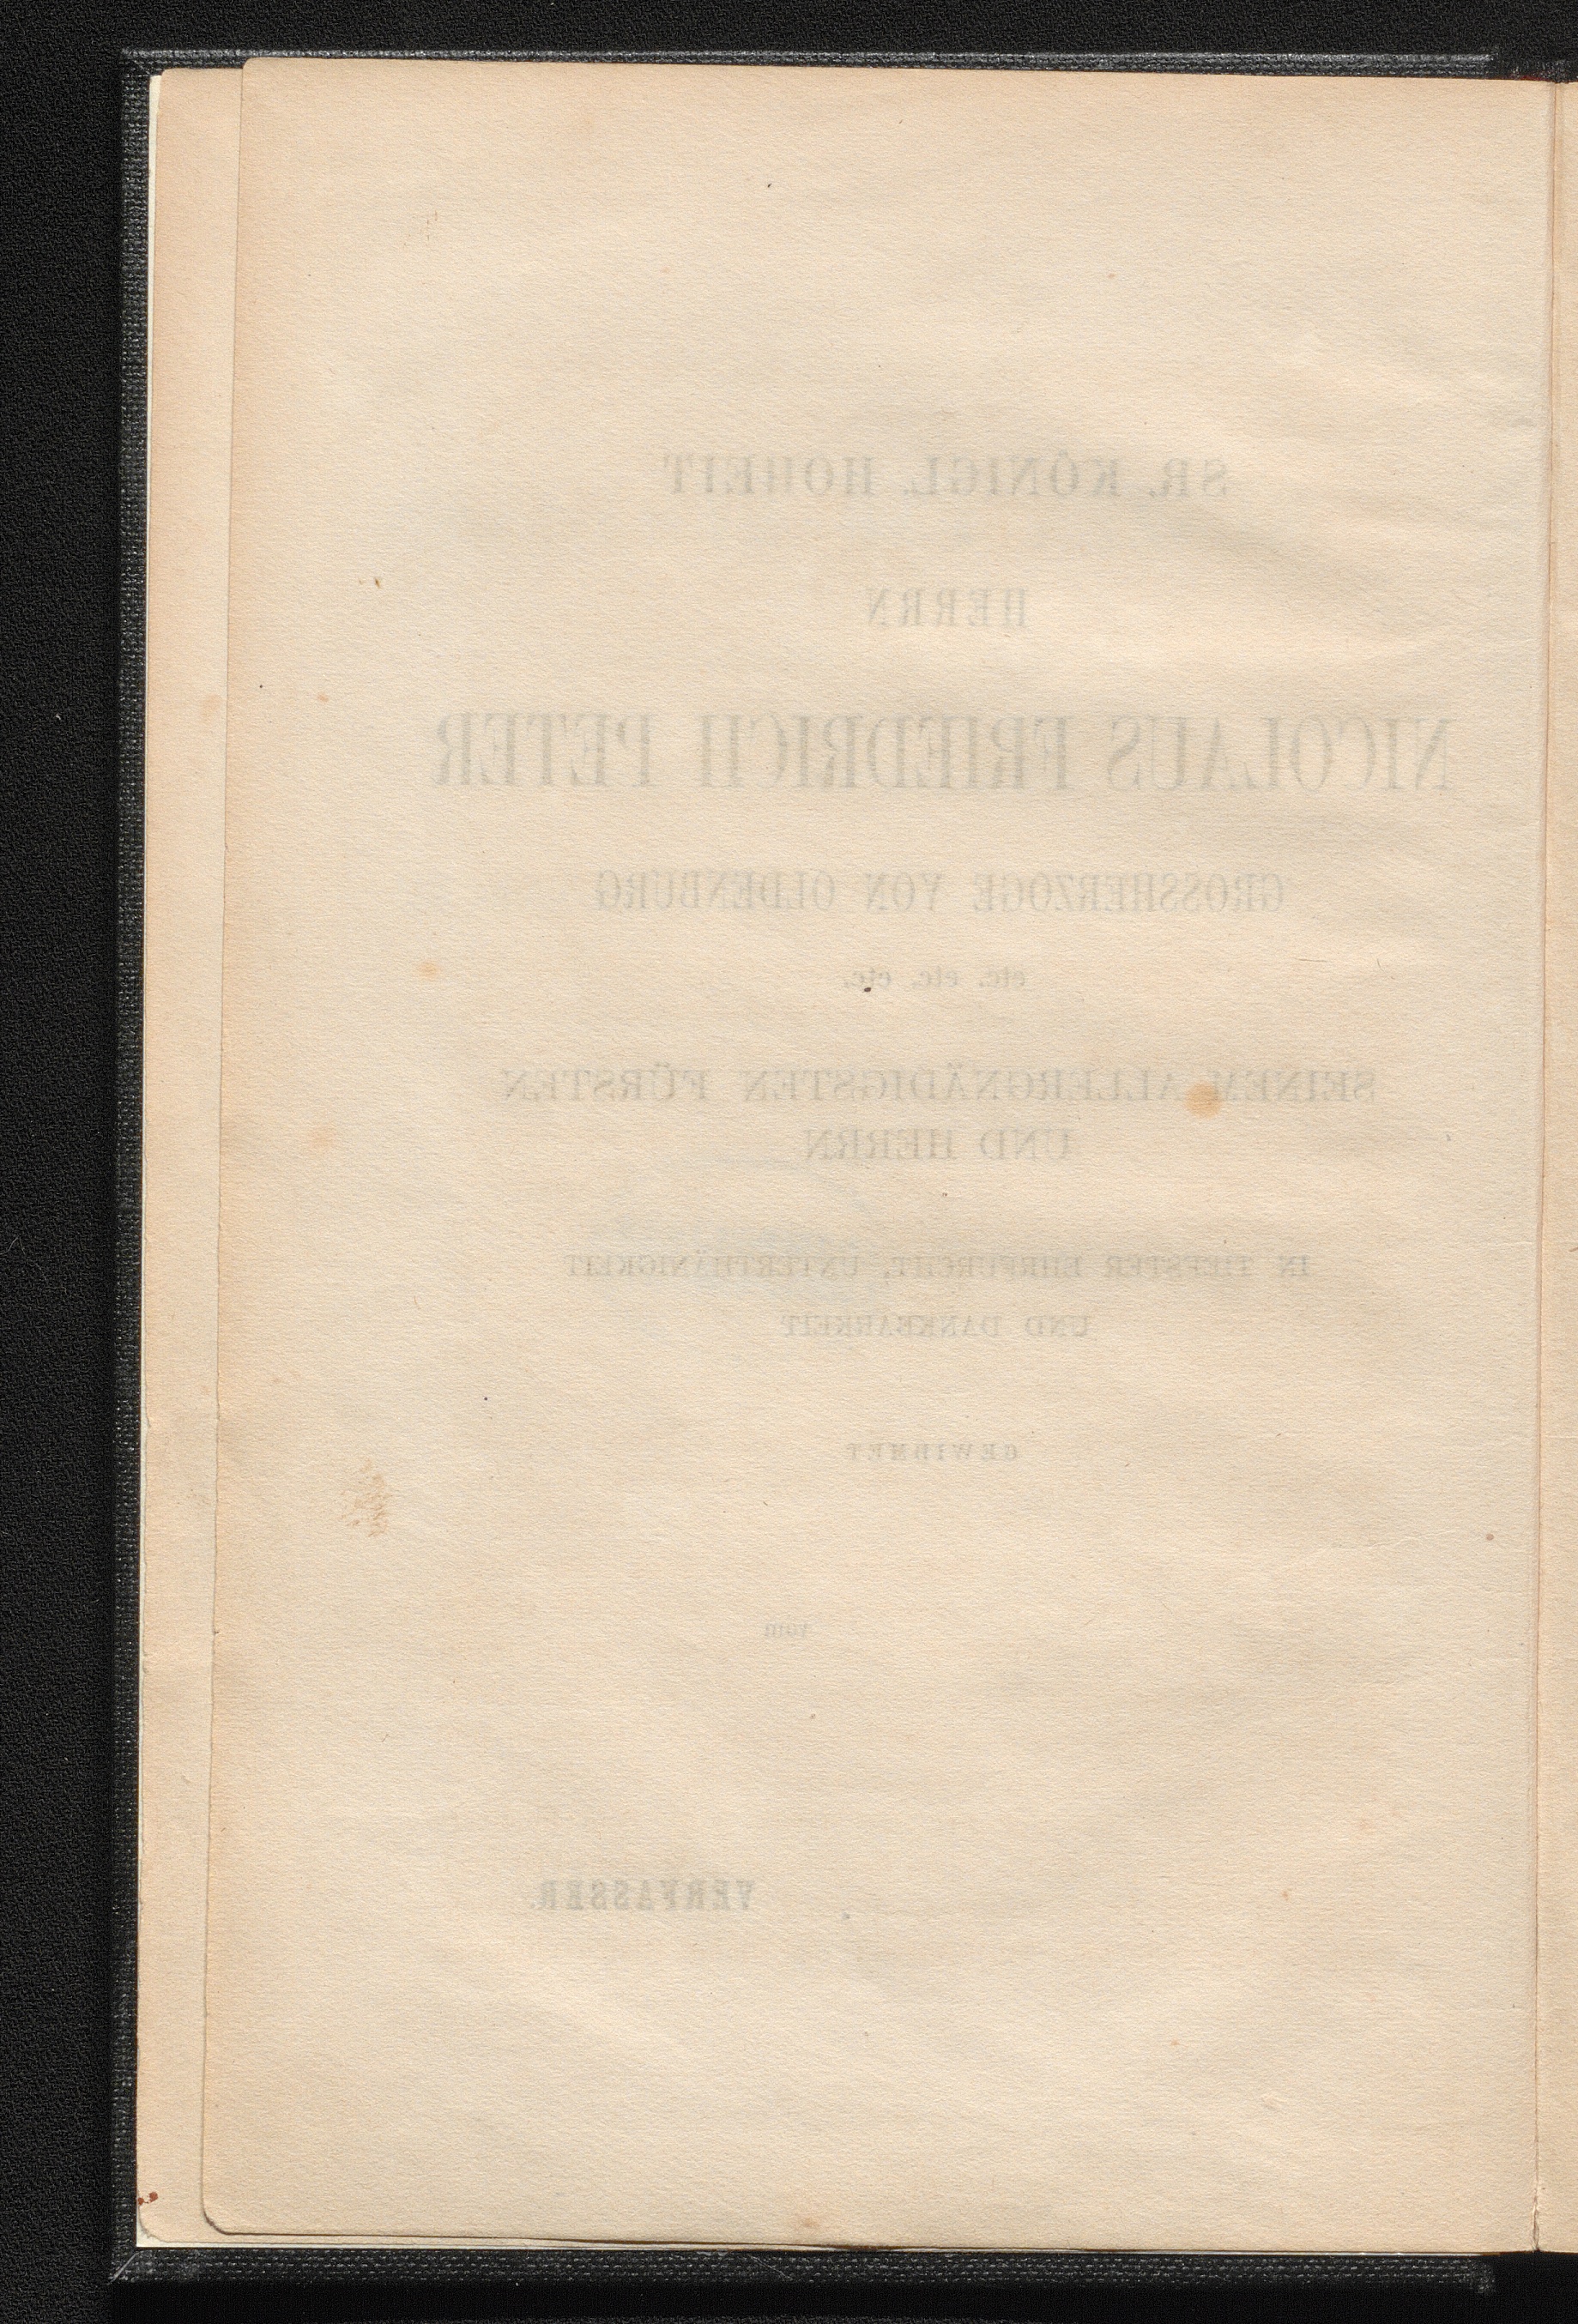 SR. KÖNIGL. HOHEIT
HERRN
NICOLAUS FRIEDRICH PETER
GROSSHERZOGE VON OLDENBURG
etc. etc. etc.
SEINEM ALLERGNÄDIGSTEN FÜRSTEN
UND HERRN
IN TIEFSTER EHRFURCHT, UNTERTHÄNIGKEIT
UND DANKBARKEIT
GEWIDMET
vom
VERFASSER.